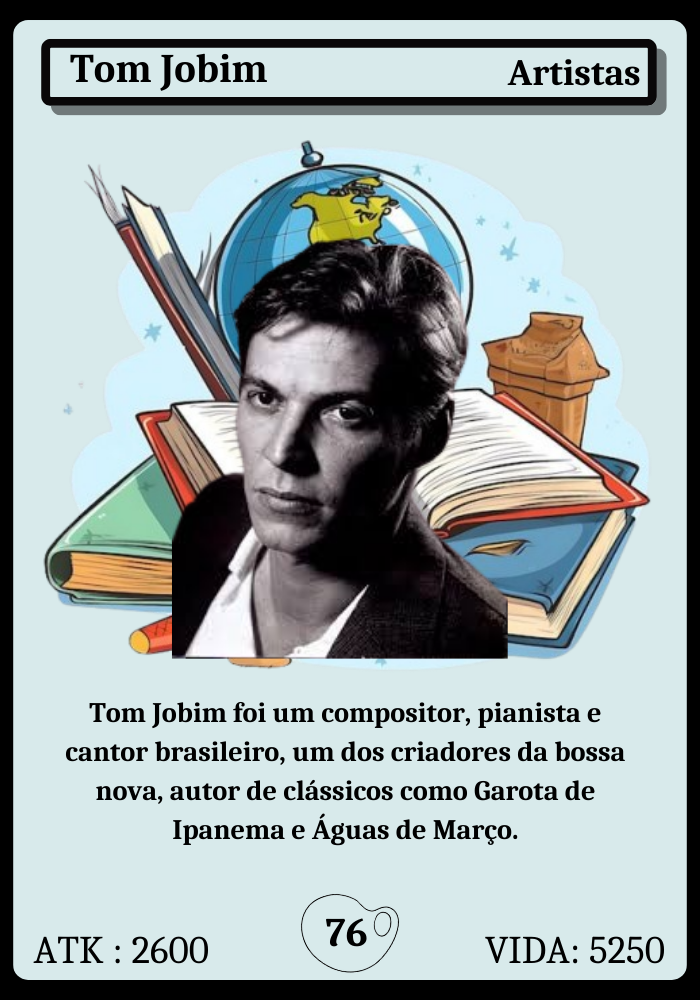 Tom Jobim
Artistas
Tom Jobim foi um compositor, pianista e
cantor brasileiro, um dos criadores da bossa
nova, autor de clássicos como Garota de
Ipanema e Águas de Março.
76
ATK : 2600
VIDA: 5250